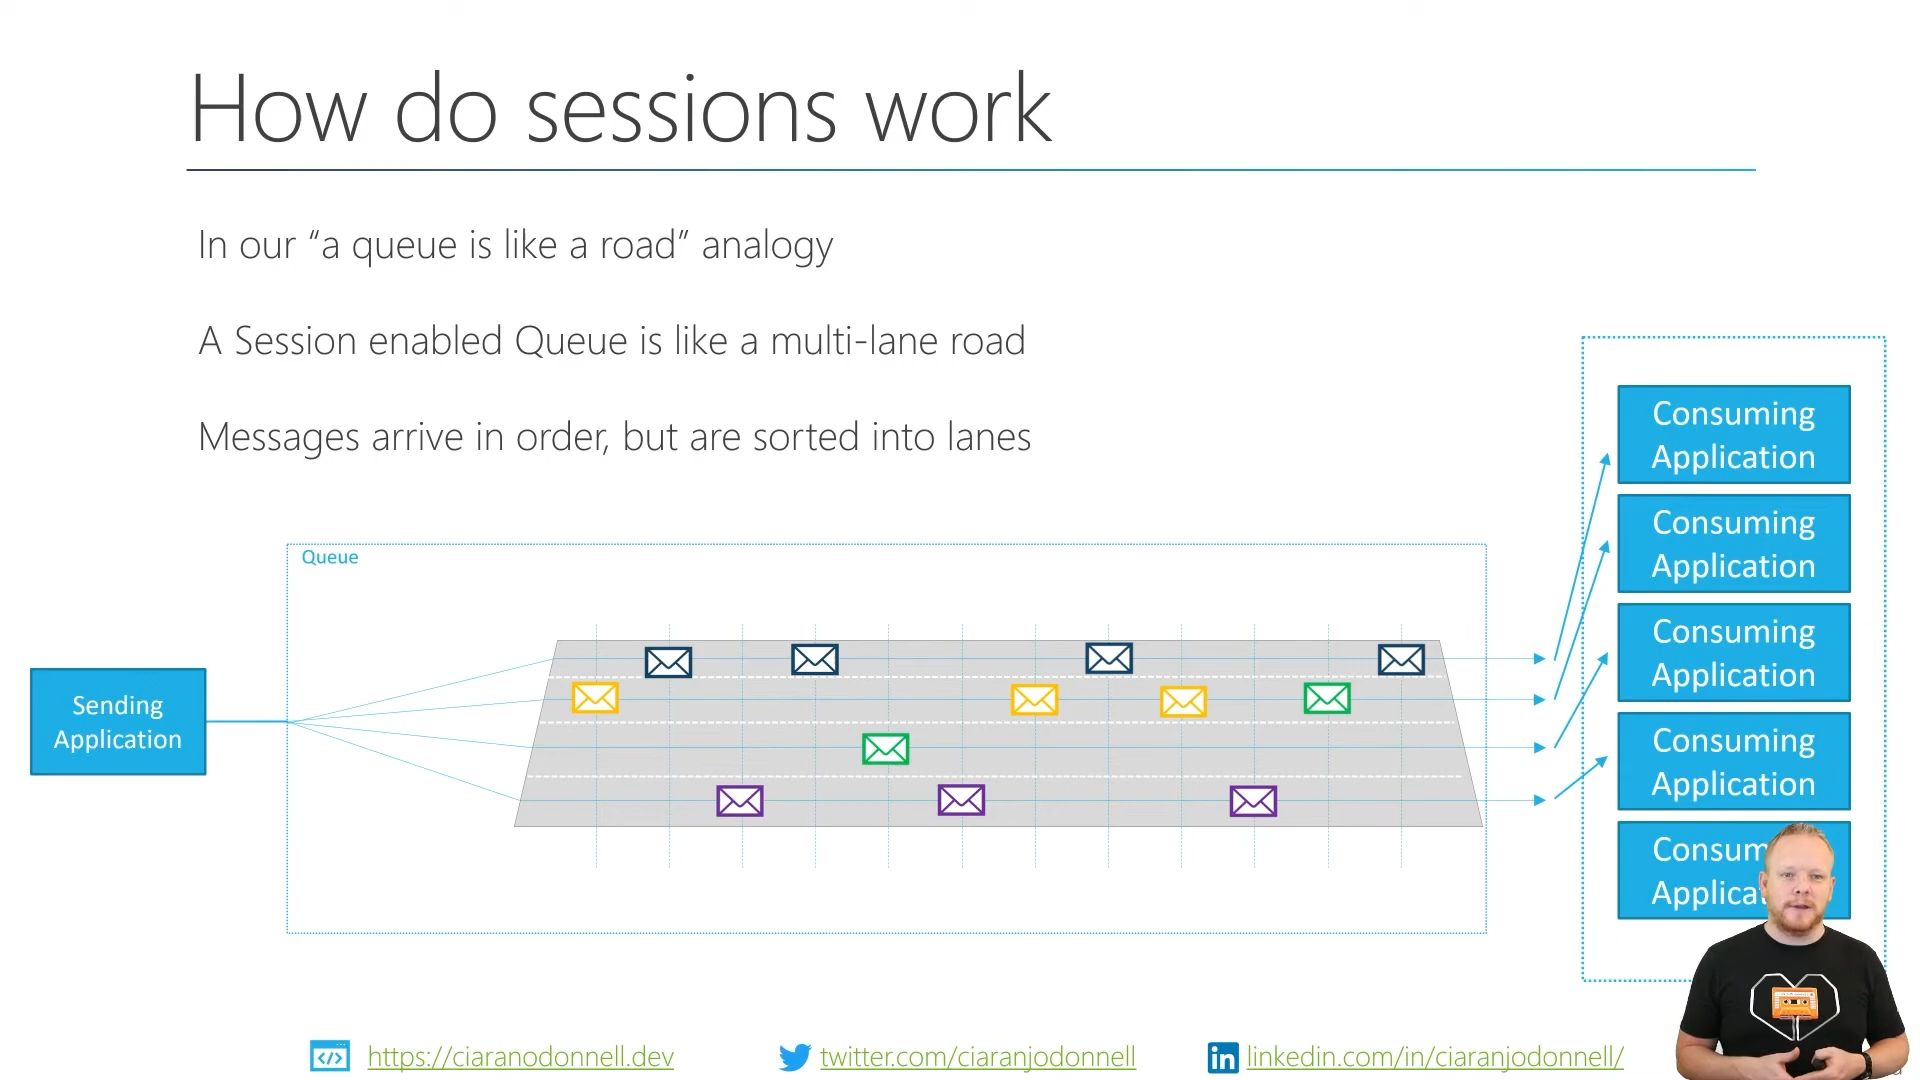 How do sessions work
In our “a queue is like a road” analogy
A Session enabled Queue is like a multi-lane road
Messages arrive in order, but are sorted into lanes
Queue
Sending
Application
Consuming
Application
Consuming
Application
Consuming
Application
Consuming
Application
https://ciaranodonnell.dev
twitter.com/ciaranjodonnell
linkedin.com/in/ciaranjodonnell/